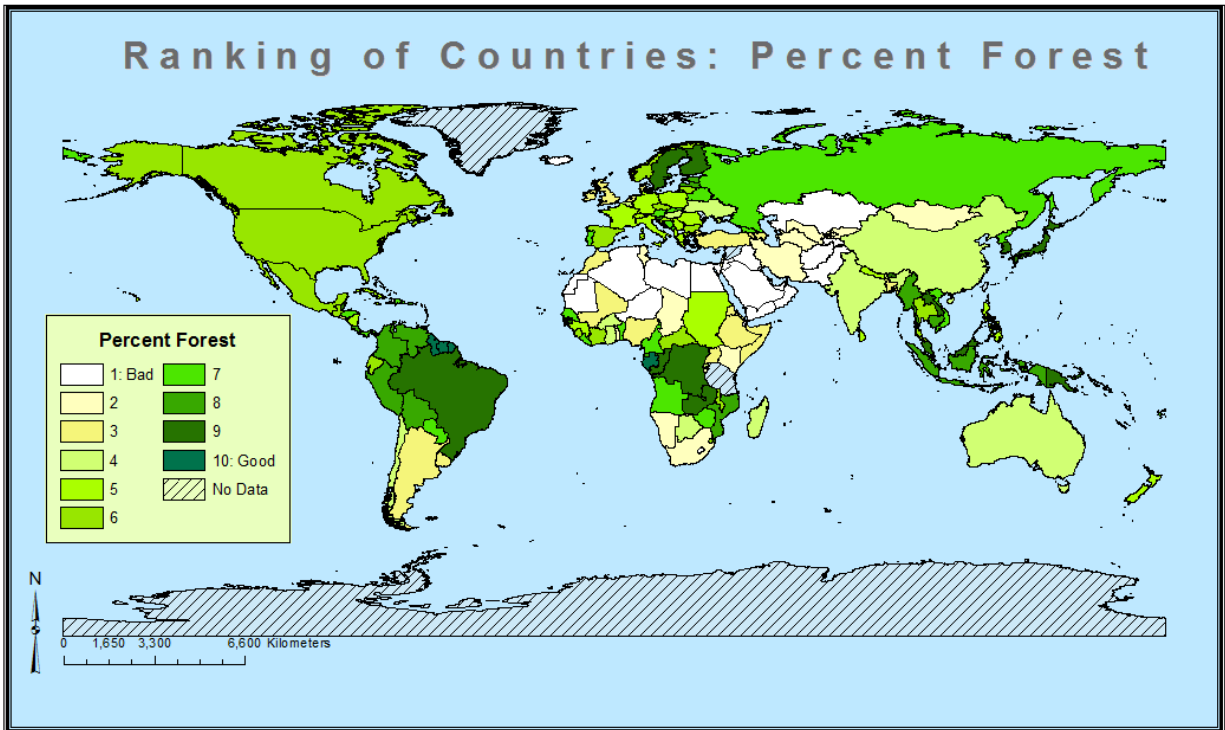 Ranking of Countries: Percent Forest
Percent Forest
1: Bad
2
3
4
5
6
7
8
9
10: Good
No Data
N
0 1,650 3,300 6,600 Kilometers